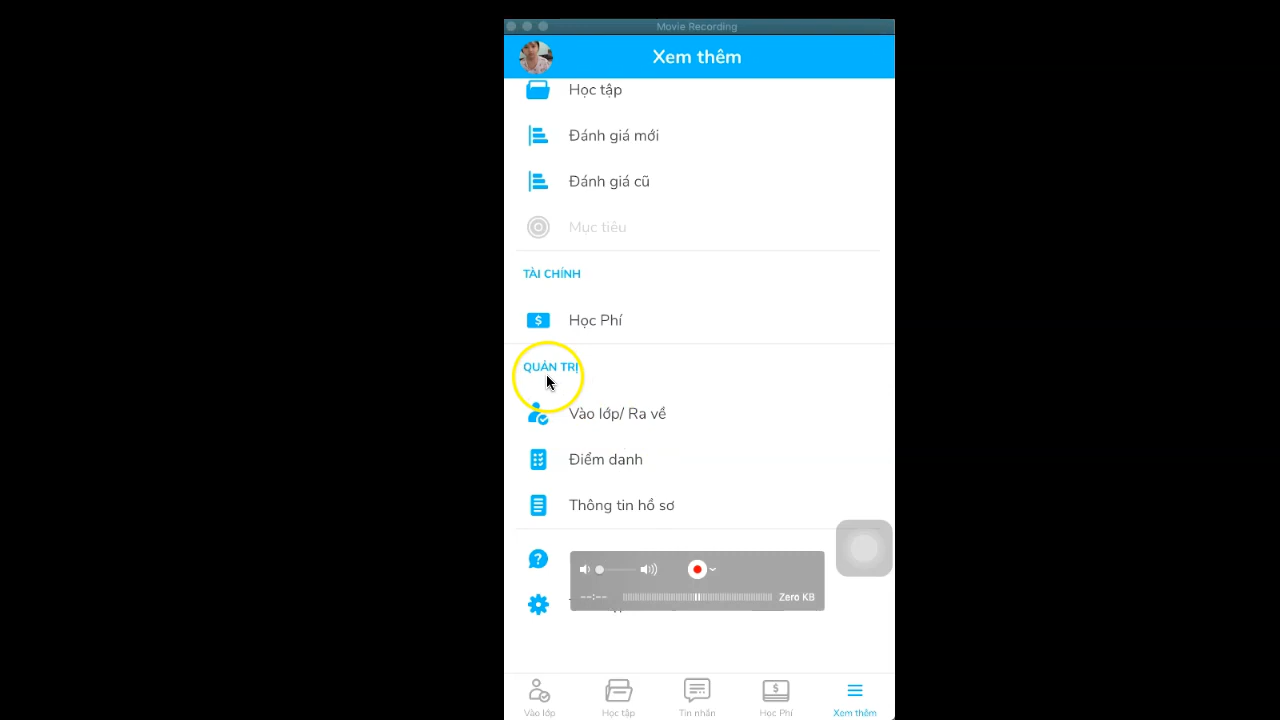 Movie Recording
Xem thêm
Học tập
Đánh giá mới
Đánh giá cũ
Mục tiêu
TÀI CHÍNH
Học Phí
QUẢN TRỊ
Vào lớp/ Ra về
Điểm danh
Thông tin hồ sơ
--:--
Zero KB
Vào lớp
Học tập
Tin nhắn
Học Phí
Xem thêm